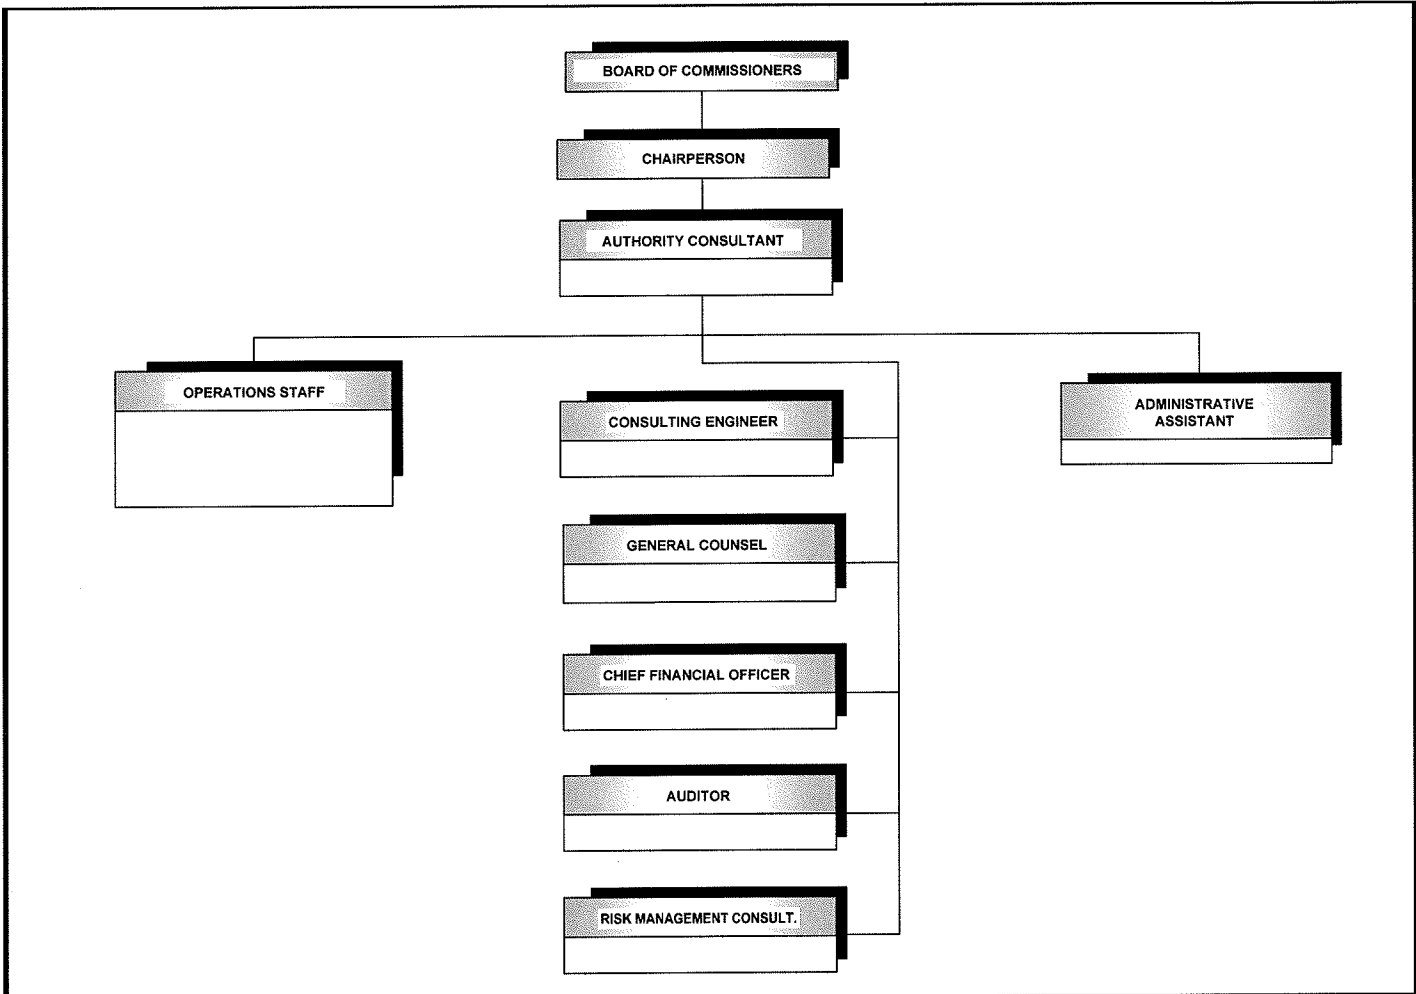 BOARD OF COMMISSIONERS
CHAIRPERSON
AUTHORITY CONSULTANT
OPERATIONS STAFF
CONSULTING ENGINEER
ADMINISTRATIVE
ASSISTANT
GENERAL COUNSEL
CHIEF FINANCIAL OFFICER
AUDITOR
RISK MANAGEMENT CONSULT.